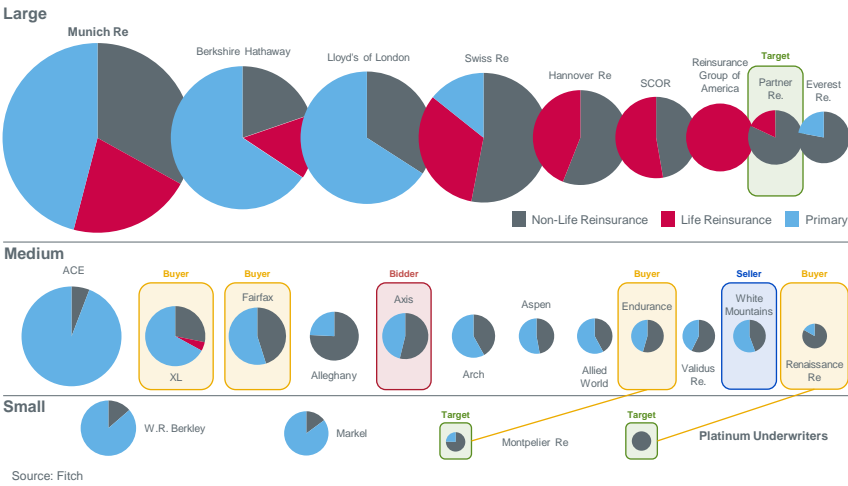 Large
Munich Re
Berkshire Hathaway
Lloyd's of London
Swiss Re
Hannover Re
SCOR
Reinsurance
Group of
America
Target
Partner
Re.
Everest
Re.
Non-Life Reinsurance
Life Reinsurance
Primary
Medium
ACE
Buyer
XL
Buyer
Fairfax
Alleghany
Bidder
Axis
Arch
Aspen
Allied
World
Buyer
Endurance
Validus
Re.
Seller
White
Mountains
Buyer
Renaissance
Re
Small
W.R. Berkley
Markel
Target
Montpelier Re
Target
Platinum Underwriters
Source: Fitch